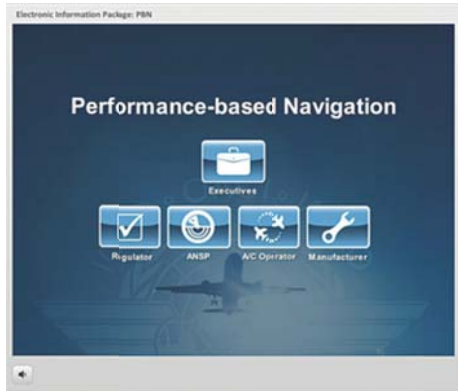 Electronic Information Package: PBN
Performance-based Navigation
Executives
Regulator ANSP A/C Operator Manufacturer